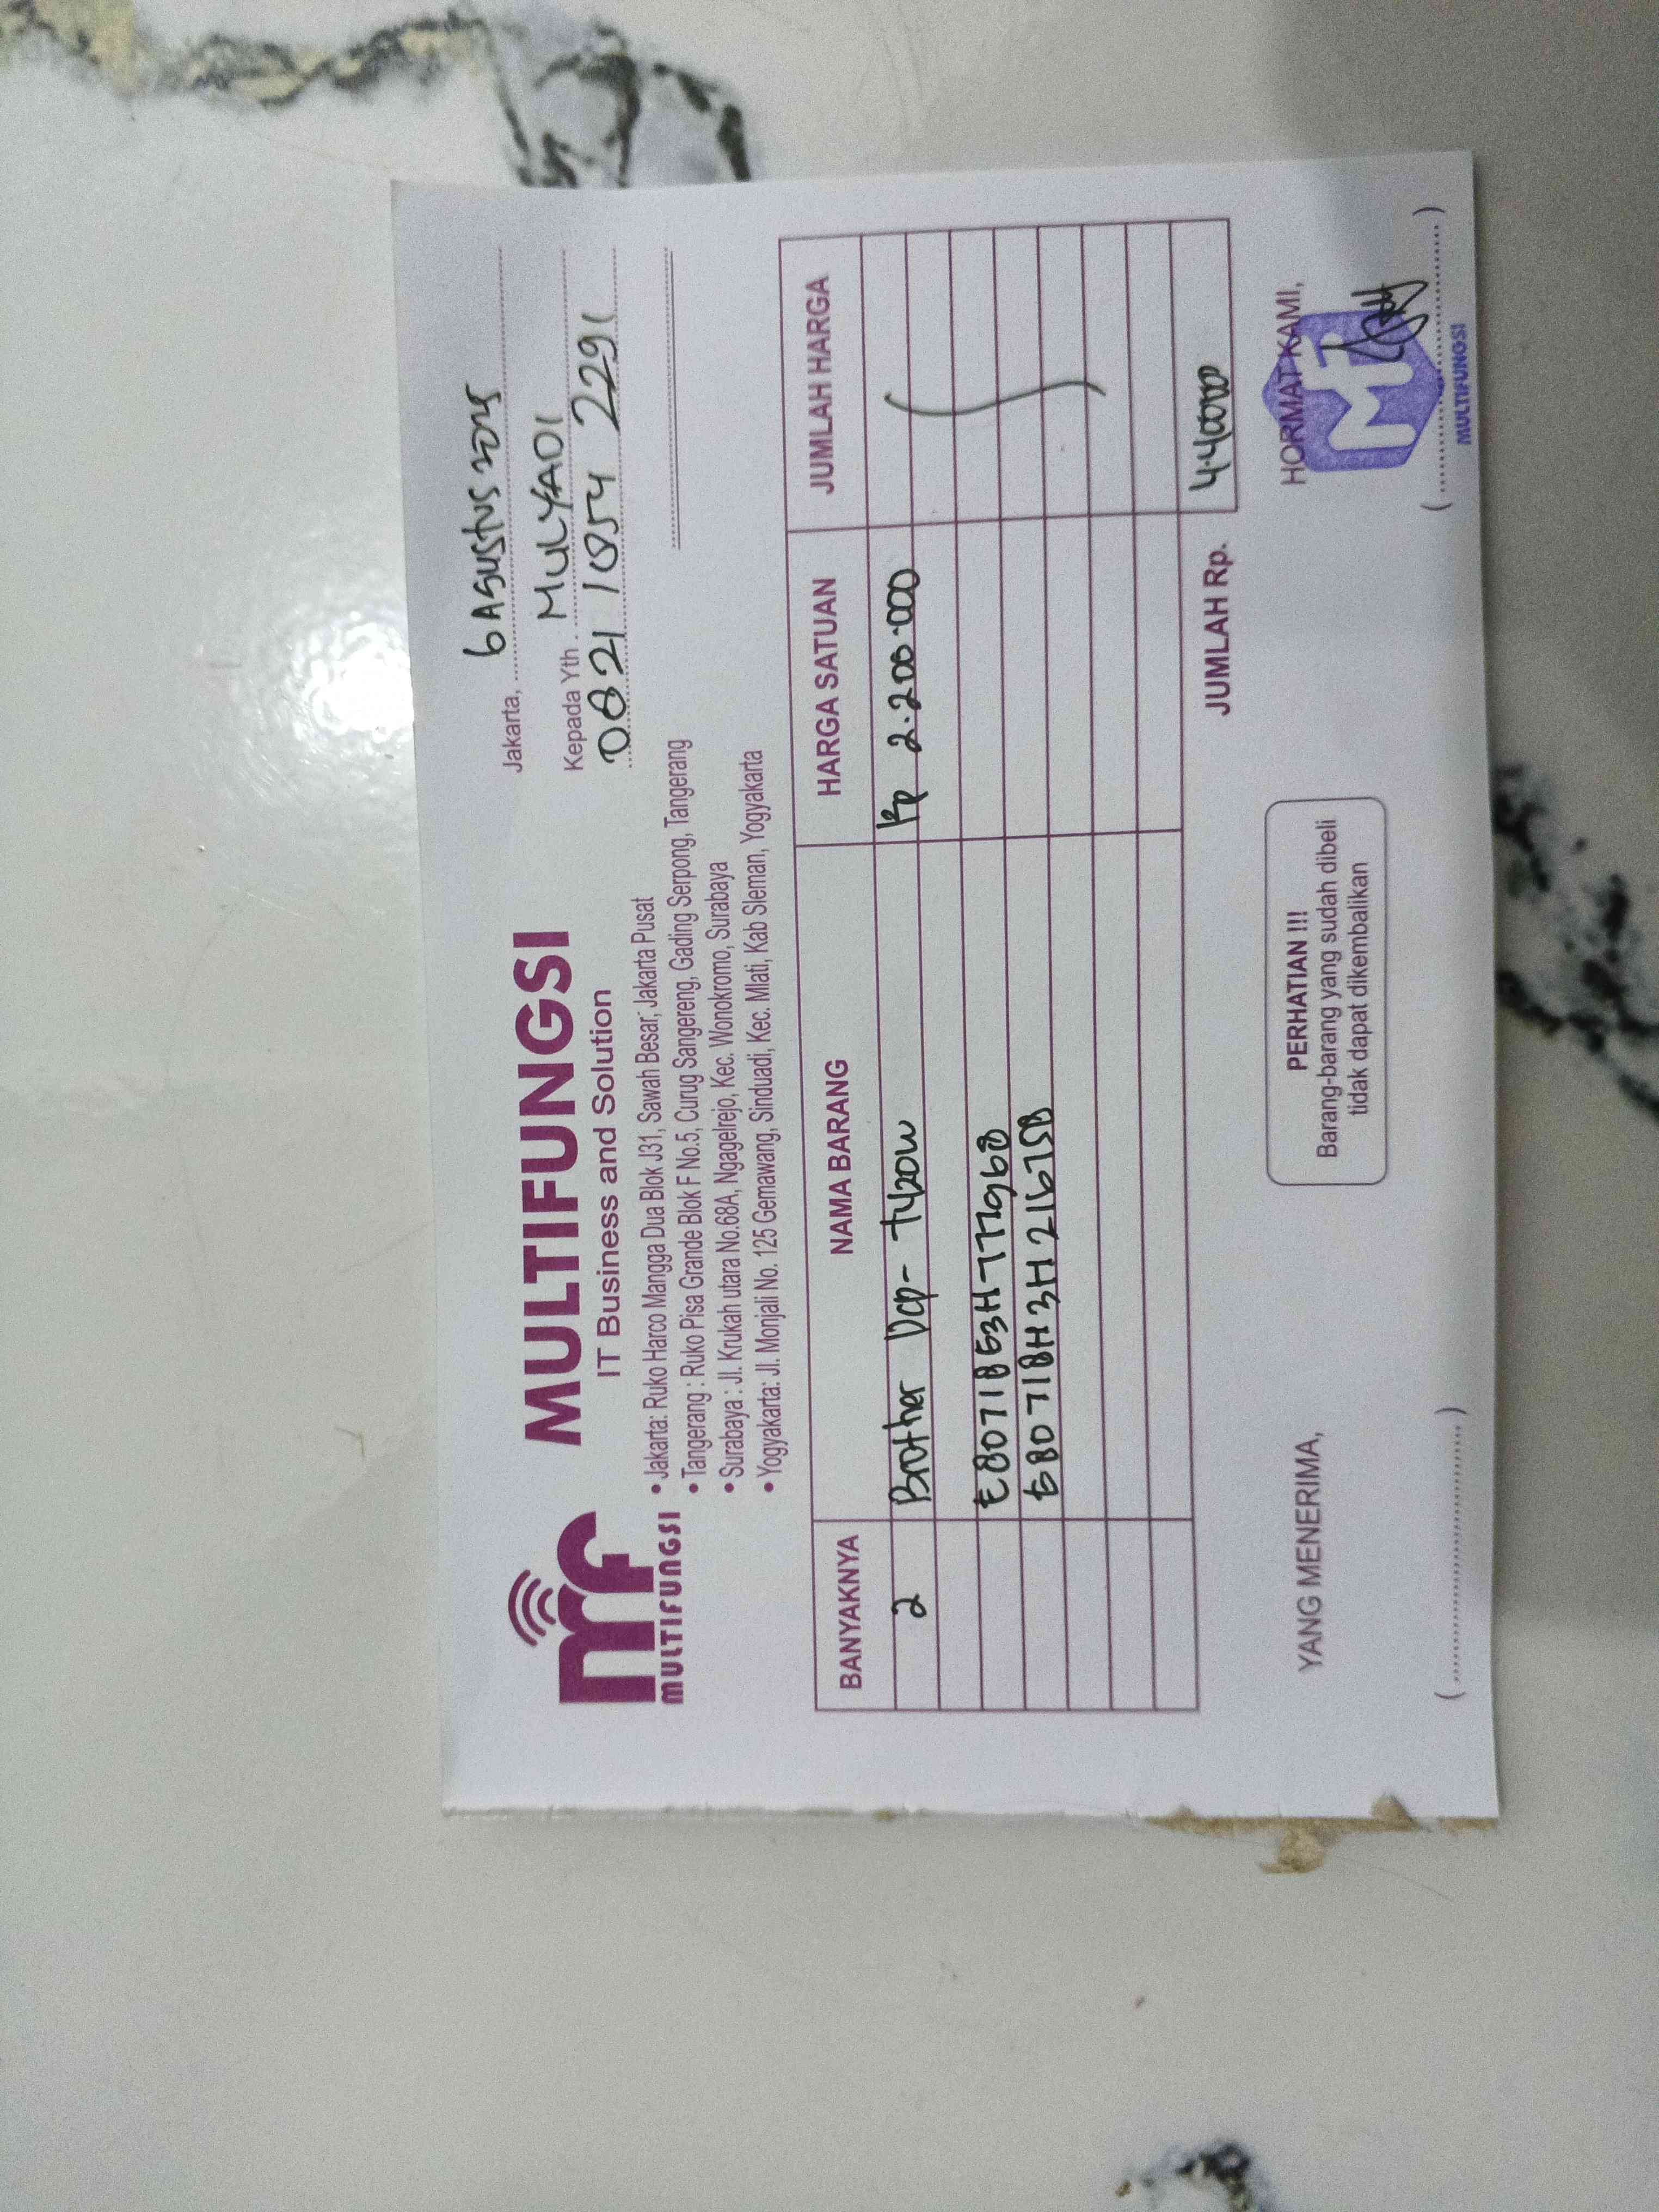 MULTIFUNGSI
MULTIFUNGSI
IT Business and Solution
• Jakarta: Ruko Harco Mangga Dua Blok J31, Sawah Besar, Jakarta Pusat
• Tangerang : Ruko Pisa Grande Blok F No.5, Curug Sangereng, Gading Serpong, Tangerang
• Surabaya : Jl. Krukah utara No.68A, Ngagelrejo, Kec. Wonokromo, Surabaya
• Yogyakarta: Jl. Monjali No. 125 Gemawang, Sinduadi, Kec. Mlati, Kab Sleman, Yogyakarta
Jakarta, 6 Agustus
Kepada Yth. MULYADI
0821 1054 2291
BANYAKNYA NAMA BARANG HARGA SATUAN JUMLAH HARGA
2 Brother Dcp- T420W Rp 2.200.000
E80718E3H777968
E80718H3H216758
JUMLAH Rp. 4.400000
YANG MENERIMA,
PERHATIAN !!!
Barang-barang yang sudah dibeli
tidak dapat dikembalikan
HORMAT KAMI,
MF
MULTIFUNGSI